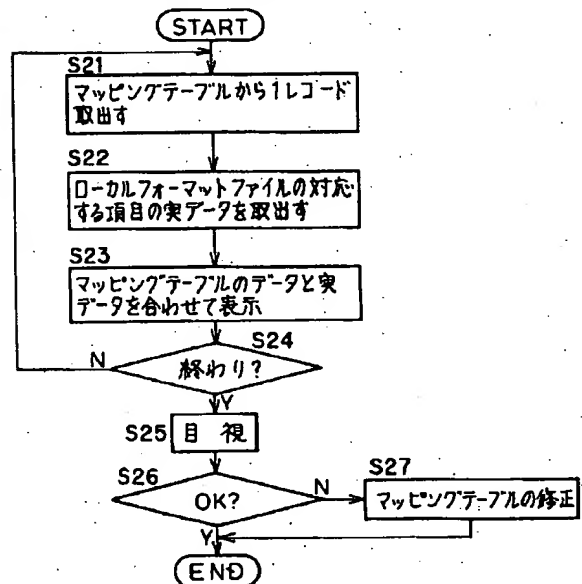 START
S21
マッピングテーブルから1レコード
取出す
S22
ローカルフォーマットファイルの対応
する項目の実データを取出す
S23
マッピングテーブルのデータと実
データを合わせて表示
S24
終わり?
N
Y
S25
目 視
S26
OK?
N
S27
マッピングテーブルの修正
Y
END